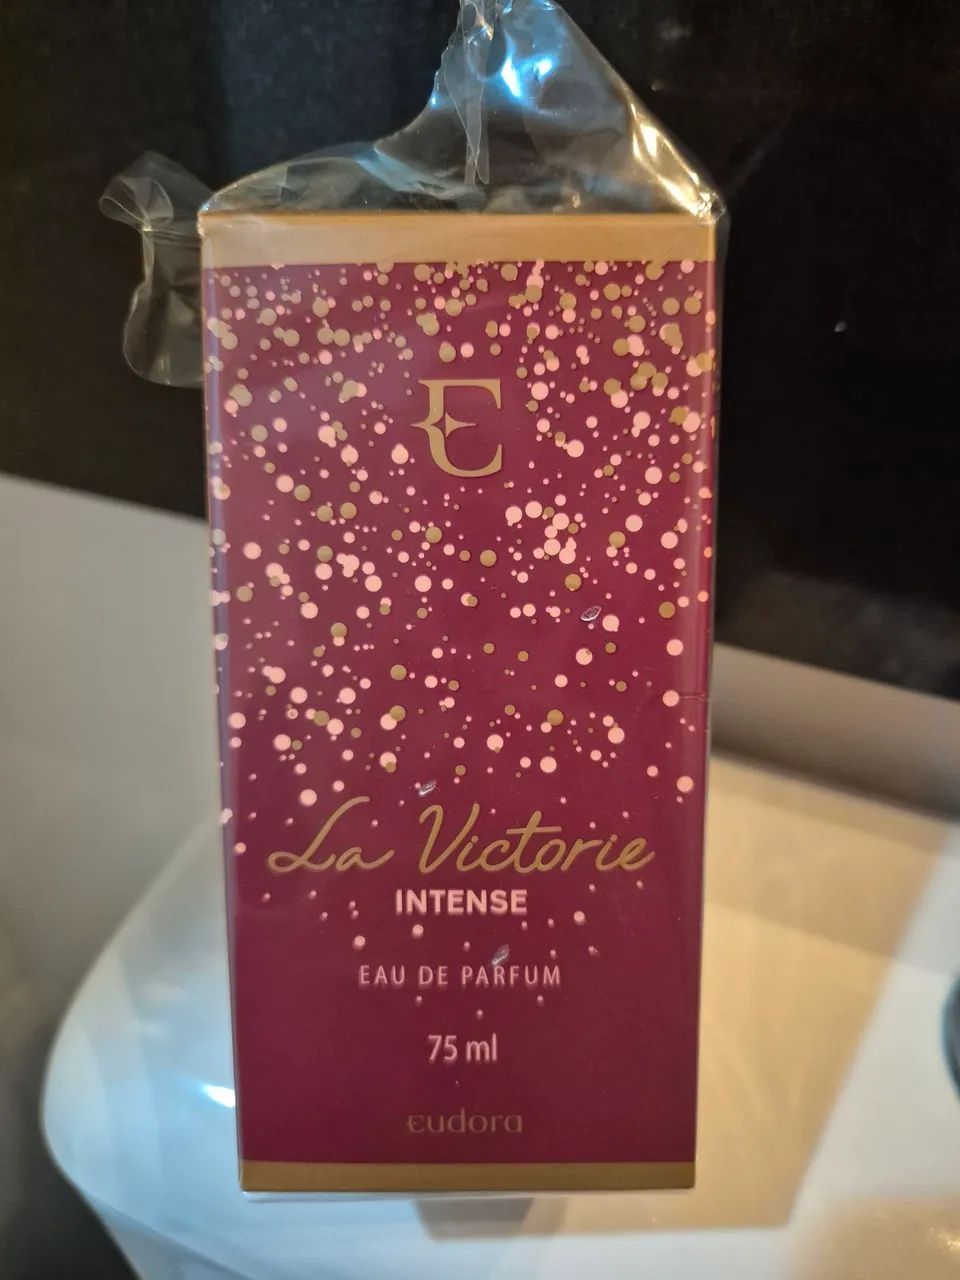 E
La Victorie
INTENSE
EAU DE PARFUM
75 ml
eudora